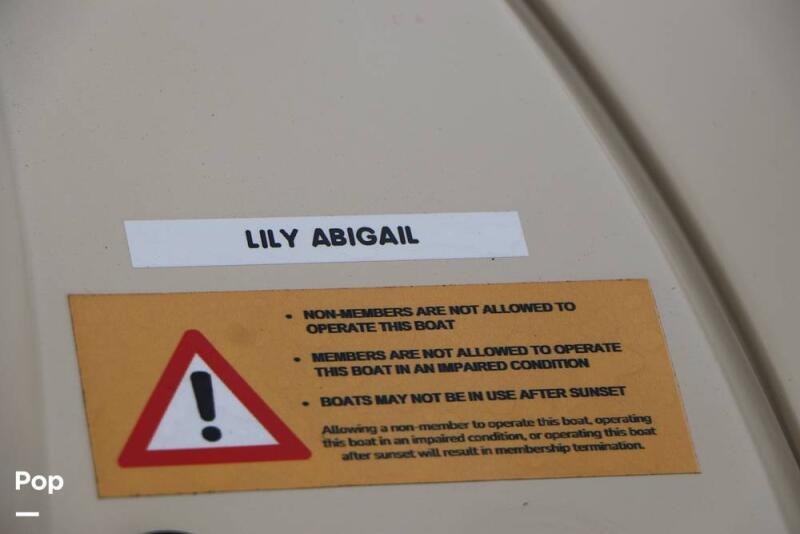 LILY ABIGAIL
• NON-MEMBERS ARE NOT ALLOWED TO
OPERATE THIS BOAT
• MEMBERS ARE NOT ALLOWED TO OPERATE
THIS BOAT IN AN IMPAIRED CONDITION
• BOATS MAY NOT BE IN USE AFTER SUNSET
Allowing a non-member to operate this boat, operating
this boat in an impaired condition, or operating this boat
after sunset will result in membership termination.
!
Pop